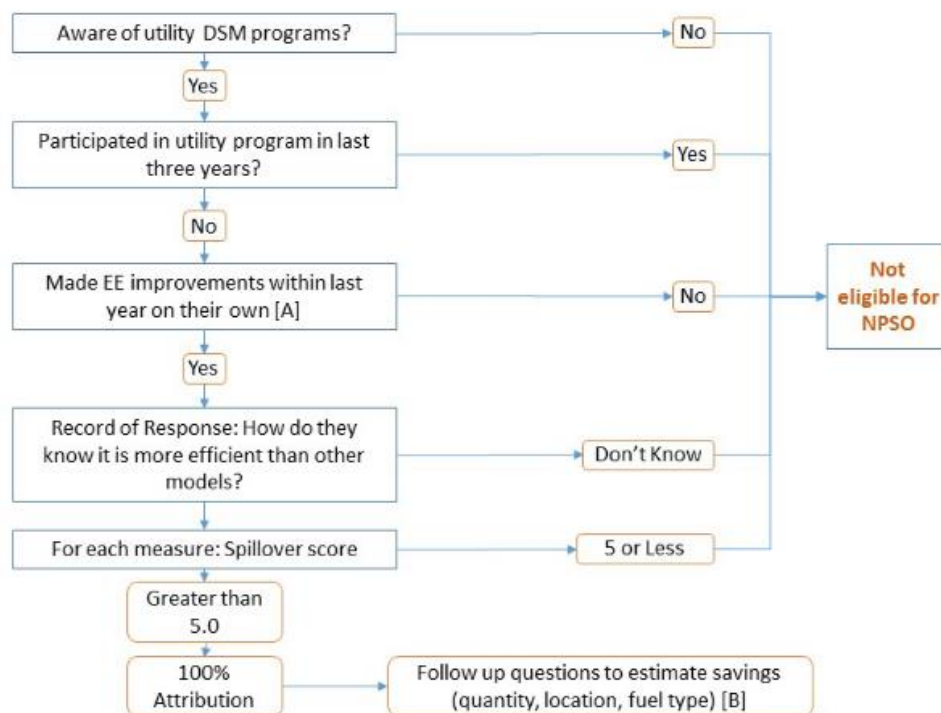 Aware of utility DSM programs?
No
Yes
Participated in utility program in last
three years?
Yes
No
Made EE improvements within last
year on their own [A]
No
Not
eligible for
NPSO
Yes
Record of Response: How do they
know it is more efficient than other
models?
Don't Know
For each measure: Spillover score
5 or Less
Greater than
5.0
100%
Attribution
Follow up questions to estimate savings
(quantity, location, fuel type) [B]